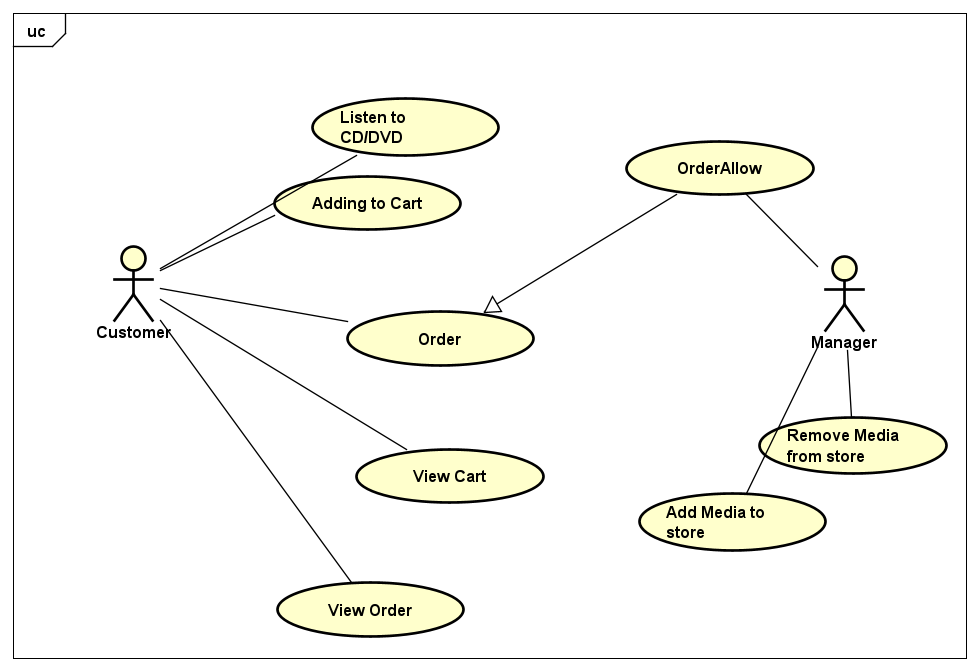 uc
Listen to
CD/DVD
OrderAllow
Adding to Cart
Customer
Manager
Order
Remove Media
from store
View Cart
Add Media to
store
View Order